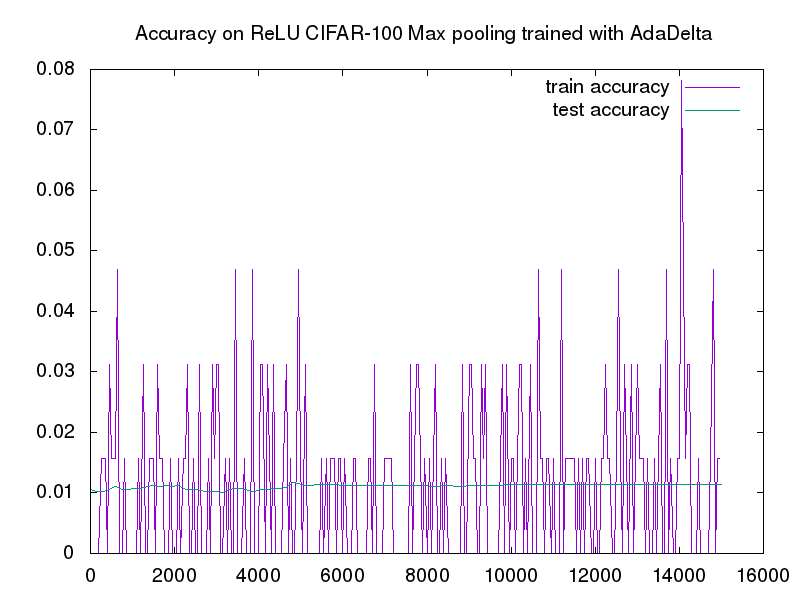 Accuracy on ReLU CIFAR-100 Max pooling trained with AdaDelta
0.08
train accuracy
test accuracy
0.07
0.06
0.05
0.04
0.03
0.02
0.01
0
0 2000 4000 6000 8000 10000 12000 14000 16000